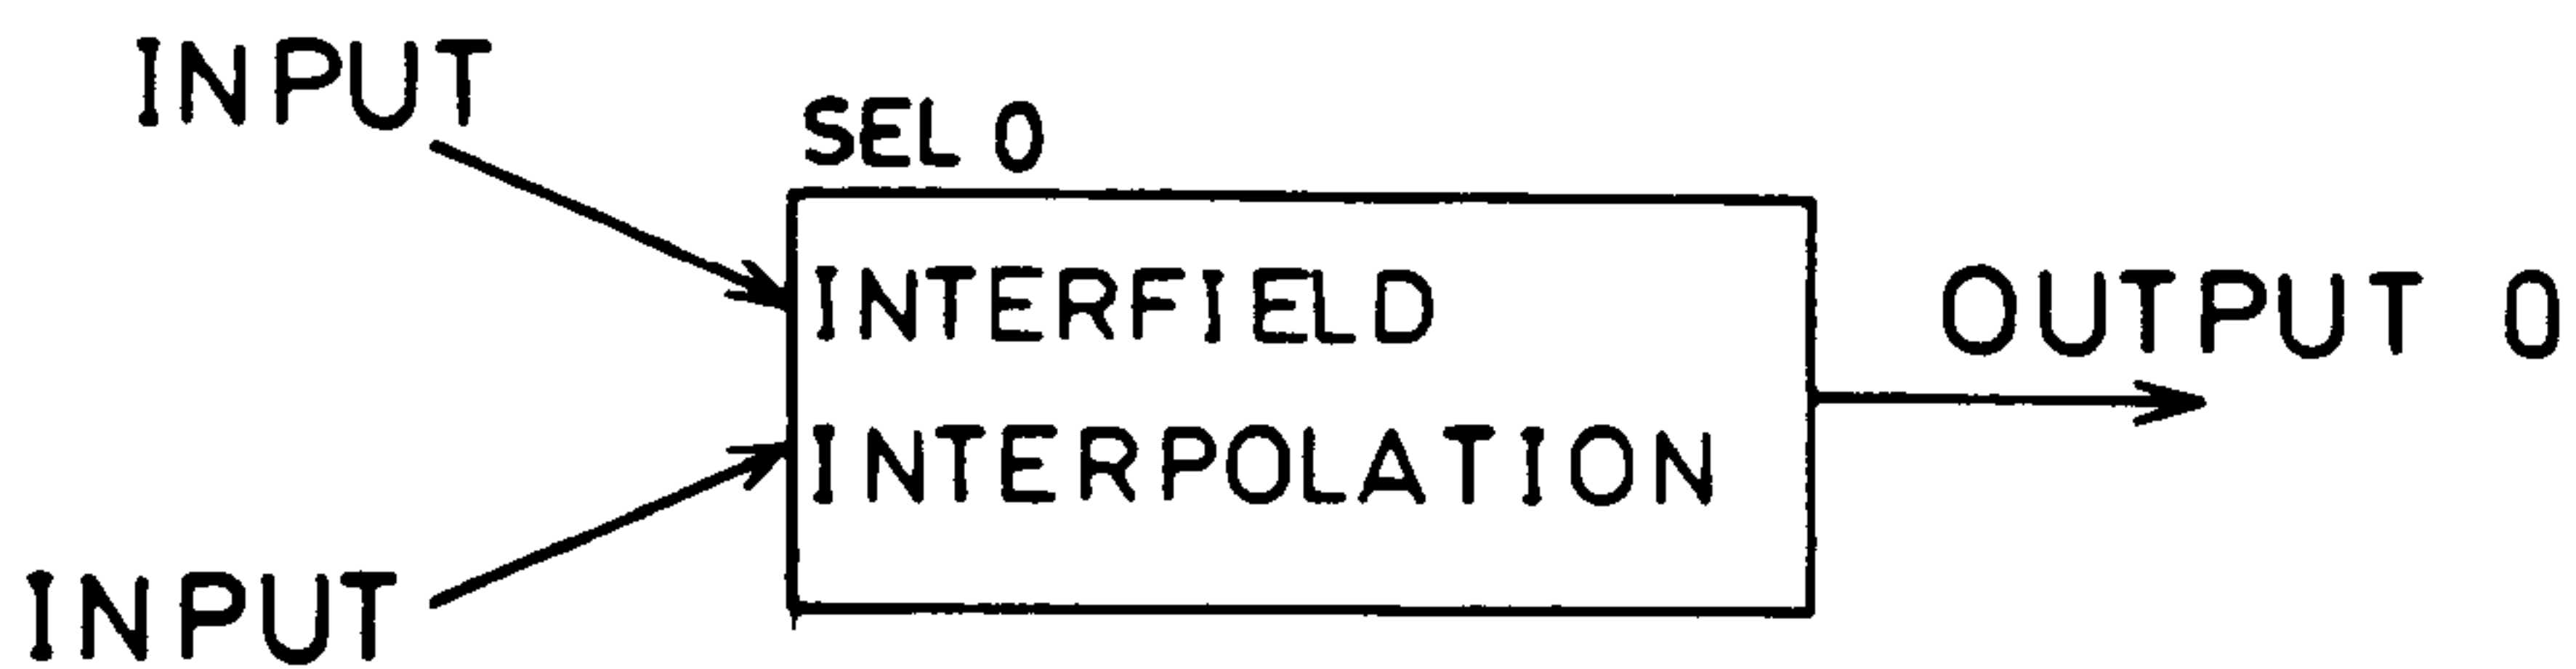 INPUT
SEL 0
INTERFIELD
OUTPUT 0
INTERPOLATION
INPUT